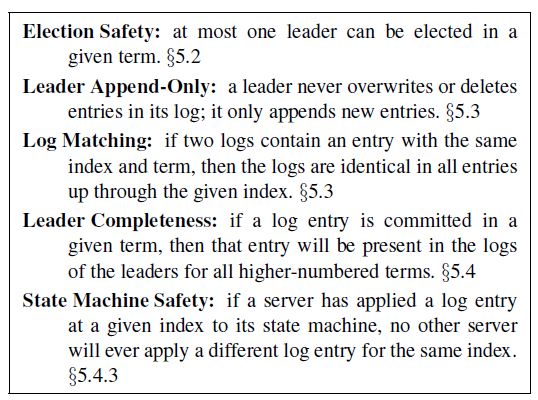 Election Safety: at most one leader can be elected in a
given term. §5.2
Leader Append-Only: a leader never overwrites or deletes
entries in its log; it only appends new entries. §5.3
Log Matching: if two logs contain an entry with the same
index and term, then the logs are identical in all entries
up through the given index. §5.3
Leader Completeness: if a log entry is committed in a
given term, then that entry will be present in the logs
of the leaders for all higher-numbered terms. §5.4
State Machine Safety: if a server has applied a log entry
at a given index to its state machine, no other server
will ever apply a different log entry for the same index.
§5.4.3